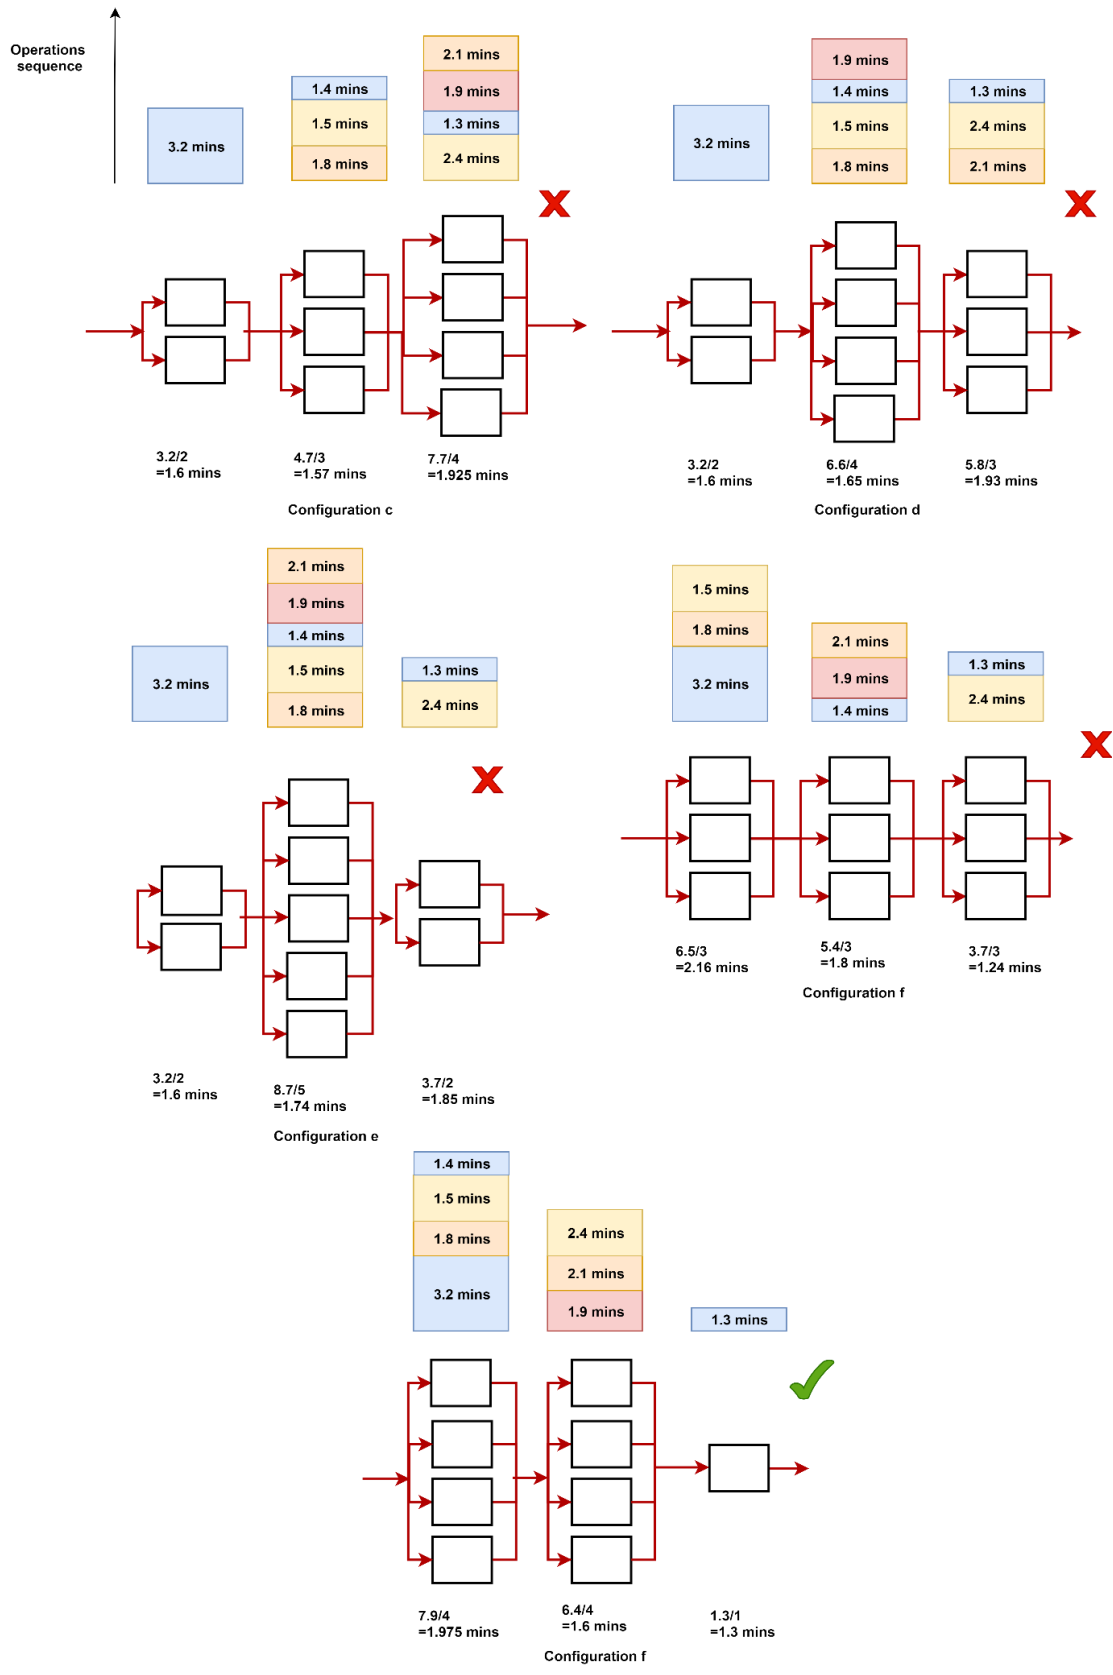 Operations
sequence
3.2 mins
1.4 mins
1.5 mins
1.8 mins
2.1 mins
1.9 mins
1.3 mins
2.4 mins
3.2/2
=1.6 mins
4.7/3
=1.57 mins
7.7/4
=1.925 mins
Configuration c
3.2 mins
1.9 mins
1.4 mins
1.5 mins
1.8 mins
1.3 mins
2.4 mins
2.1 mins
3.2/2
=1.6 mins
6.6/4
=1.65 mins
5.8/3
=1.93 mins
Configuration d
3.2 mins
2.1 mins
1.9 mins
1.4 mins
1.5 mins
1.8 mins
1.3 mins
2.4 mins
3.2/2
=1.6 mins
8.7/5
=1.74 mins
3.7/2
=1.85 mins
Configuration e
1.5 mins
1.8 mins
3.2 mins
2.1 mins
1.9 mins
1.4 mins
1.3 mins
2.4 mins
6.5/3
=2.16 mins
5.4/3
=1.8 mins
3.7/3
=1.24 mins
Configuration f
1.4 mins
1.5 mins
1.8 mins
3.2 mins
2.4 mins
2.1 mins
1.9 mins
1.3 mins
7.9/4
=1.975 mins
6.4/4
=1.6 mins
1.3/1
=1.3 mins
Configuration f